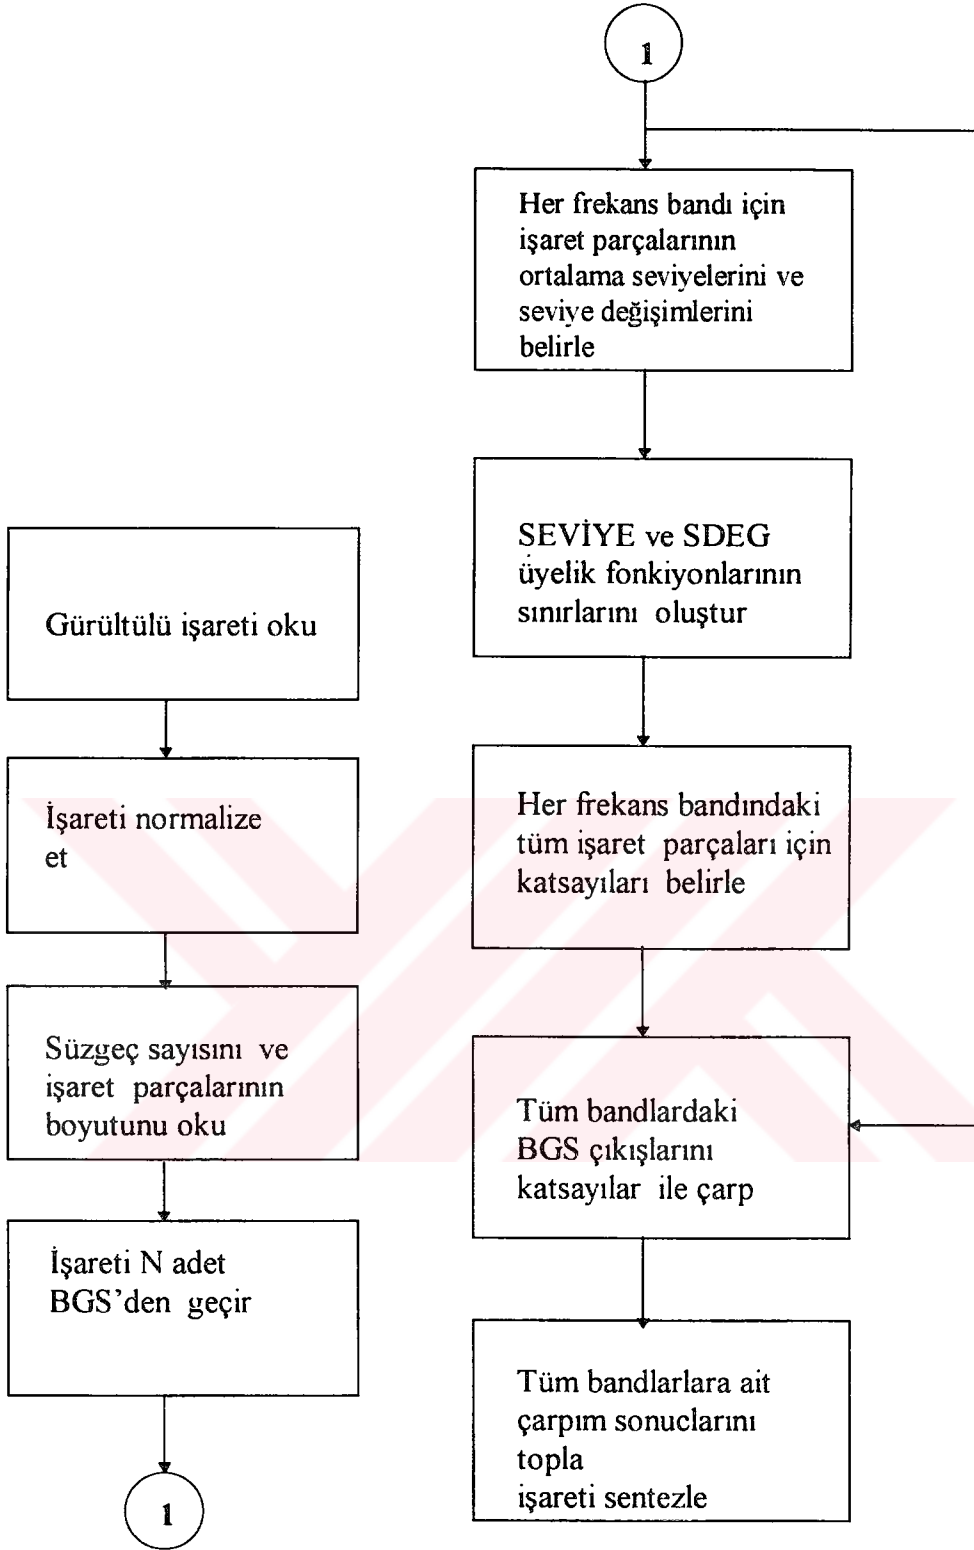 Gürültülü işareti oku
İşareti normalize
et
Süzgeç sayısını ve
işaret parçalarının
boyutunu oku
İşareti N adet
BGS'den geçir
1
1
Her frekans bandı için
işaret parçalarının
ortalama seviyelerini ve
seviye değişimlerini
belirle
SEVİYE ve SDEG
üyelik fonkiyonlarının
sınırlarını oluştur
Her frekans bandındaki
tüm işaret parçaları için
katsayıları belirle
Tüm bandlardaki
BGS çıkışlarını
katsayılar ile çarp
Tüm bandlarlara ait
çarpım sonuclarını
topla
işareti sentezle